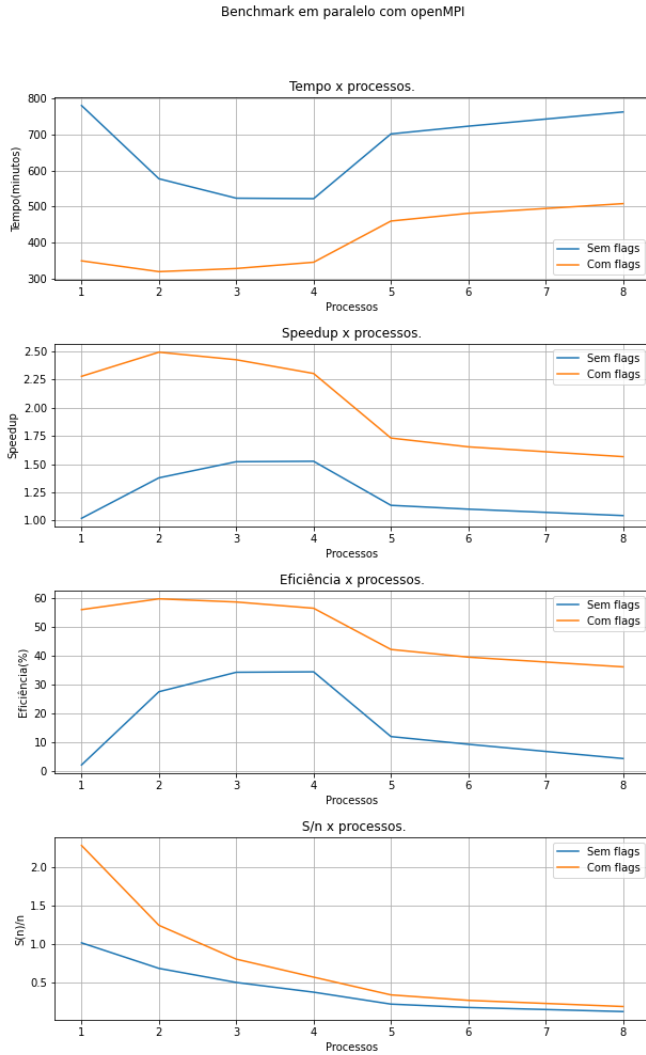 Benchmark em paralelo com openMPI
Tempo x processos.
800
700
600
500
400
300
Tempo(minutos)
Sem flags
Com flags
1 2 3 4 5 6 7 8
Processos
Speedup x processos.
2.50
2.25
2.00
1.75
1.50
1.25
1.00
Speedup
Sem flags
Com flags
1 2 3 4 5 6 7 8
Processos
Eficiência x processos.
60
50
40
30
20
10
0
Eficiência(%)
Sem flags
Com flags
1 2 3 4 5 6 7 8
Processos
S/n x processos.
2.0
1.5
1.0
0.5
S(n)/n
Sem flags
Com flags
1 2 3 4 5 6 7 8
Processos